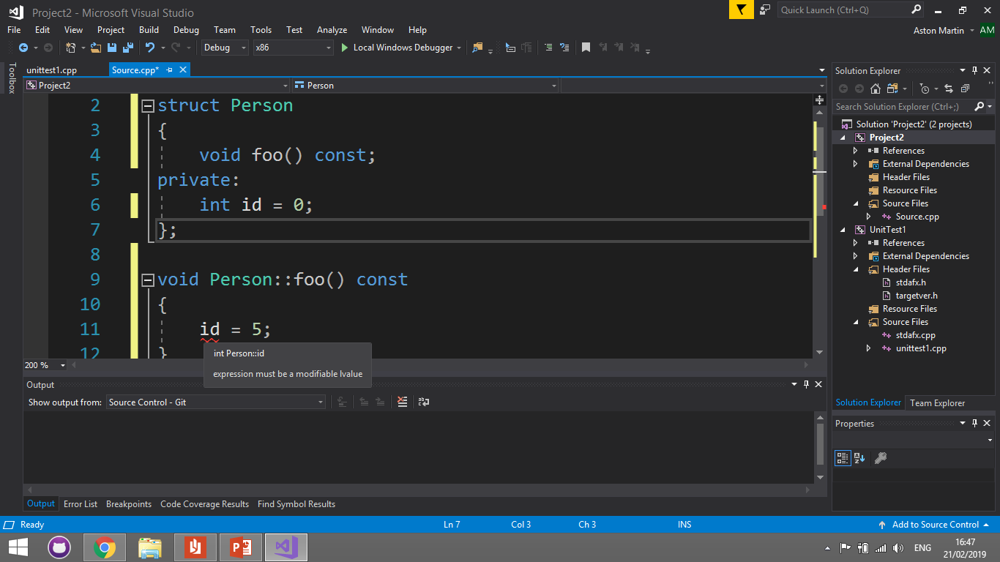 Project2 - Microsoft Visual Studio
Quick Launch (Ctrl+Q)
File Edit View Project Build Debug Team Tools Test Analyze Window Help
Aston Martin AM
Debug x86 Local Windows Debugger
Toolbox
unittest1.cpp Source.cpp*
Project2 Person
2 struct Person
3 {
4 void foo() const;
5 private:
6 int id = 0;
7 };
8
9 void Person::foo() const
10 {
11 id = 5;
12 }
int Person::id
expression must be a modifiable lvalue
200 %
Output
Show output from: Source Control - Git
Output Error List Breakpoints Code Coverage Results Find Symbol Results
Solution Explorer
Search Solution Explorer (Ctrl+;)
Solution 'Project2' (2 projects)
Project2
References
External Dependencies
Header Files
Resource Files
Source Files
Source.cpp
UnitTest1
References
External Dependencies
Header Files
stdafx.h
targetver.h
Resource Files
Source Files
stdafx.cpp
unittest1.cpp
Solution Explorer Team Explorer
Properties
Ready Ln 7 Col 3 Ch 3 INS Add to Source Control
ENG
16:47
21/02/2019